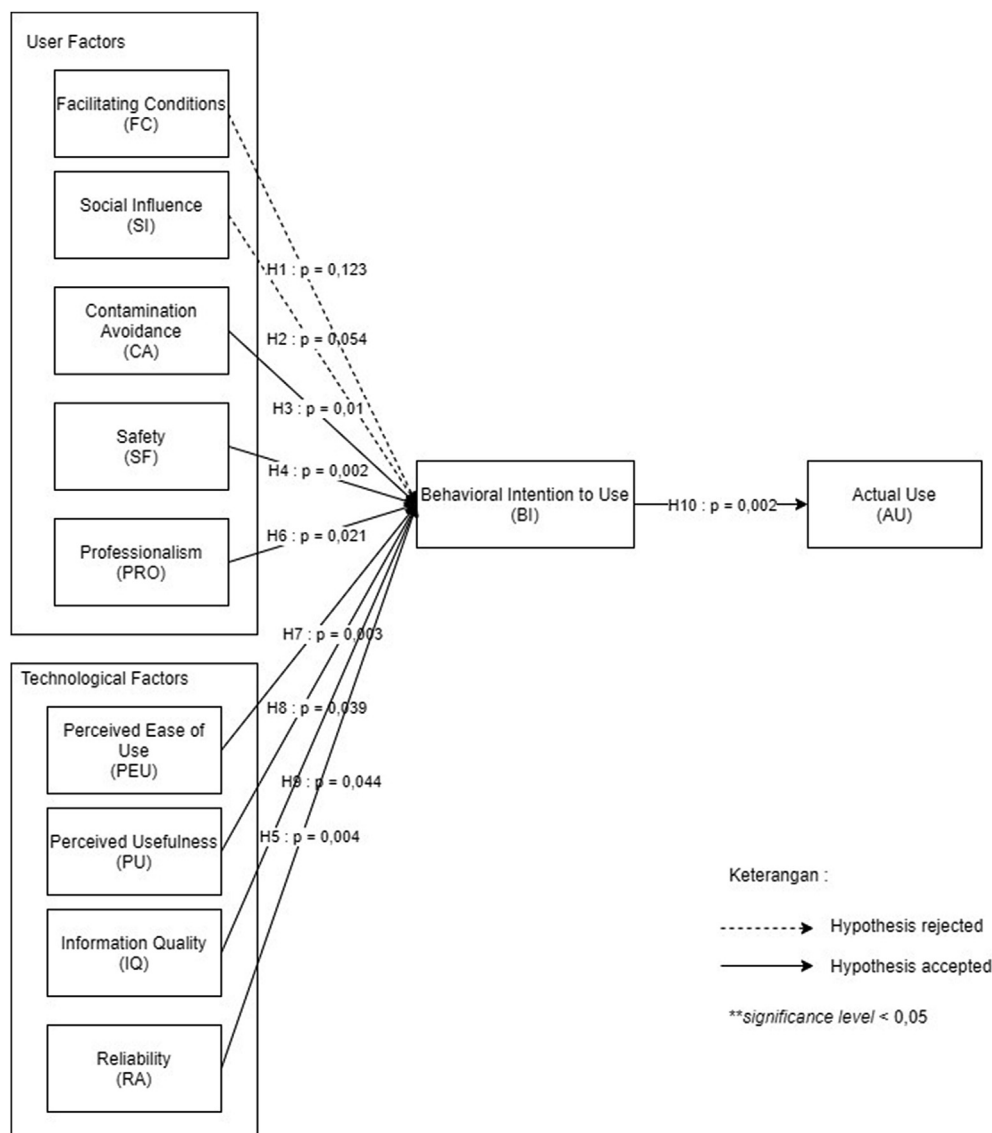 User Factors
Facilitating Conditions
(FC)
Social Influence
(SI)
H1 : p = 0,123
Contamination
Avoidance
(CA)
H2 : p = 0,054
H3 : p = 0,01
Safety
(SF)
H4 : p = 0,002
Behavioral Intention to Use
(BI)
H10 : p = 0,002
Actual Use
(AU)
Professionalism
(PRO)
H6 : p = 0,021
H7 : p = 0,003
Technological Factors
Perceived Ease of
Use
(PEU)
H8 : p = 0,039
H9 : p = 0,044
Perceived Usefulness
(PU)
H5 : p = 0,004
Information Quality
(IQ)
Reliability
(RA)
Keterangan :
Hypothesis rejected
Hypothesis accepted
**significance level < 0,05